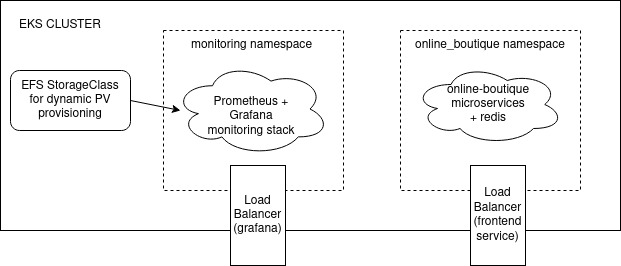 EKS CLUSTER
monitoring namespace
online_boutique namespace
EFS StorageClass
for dynamic PV
provisioning
Prometheus +
Grafana
monitoring stack
online-boutique
microservices
+ redis
Load
Balancer
(grafana)
Load
Balancer
(frontend
service)